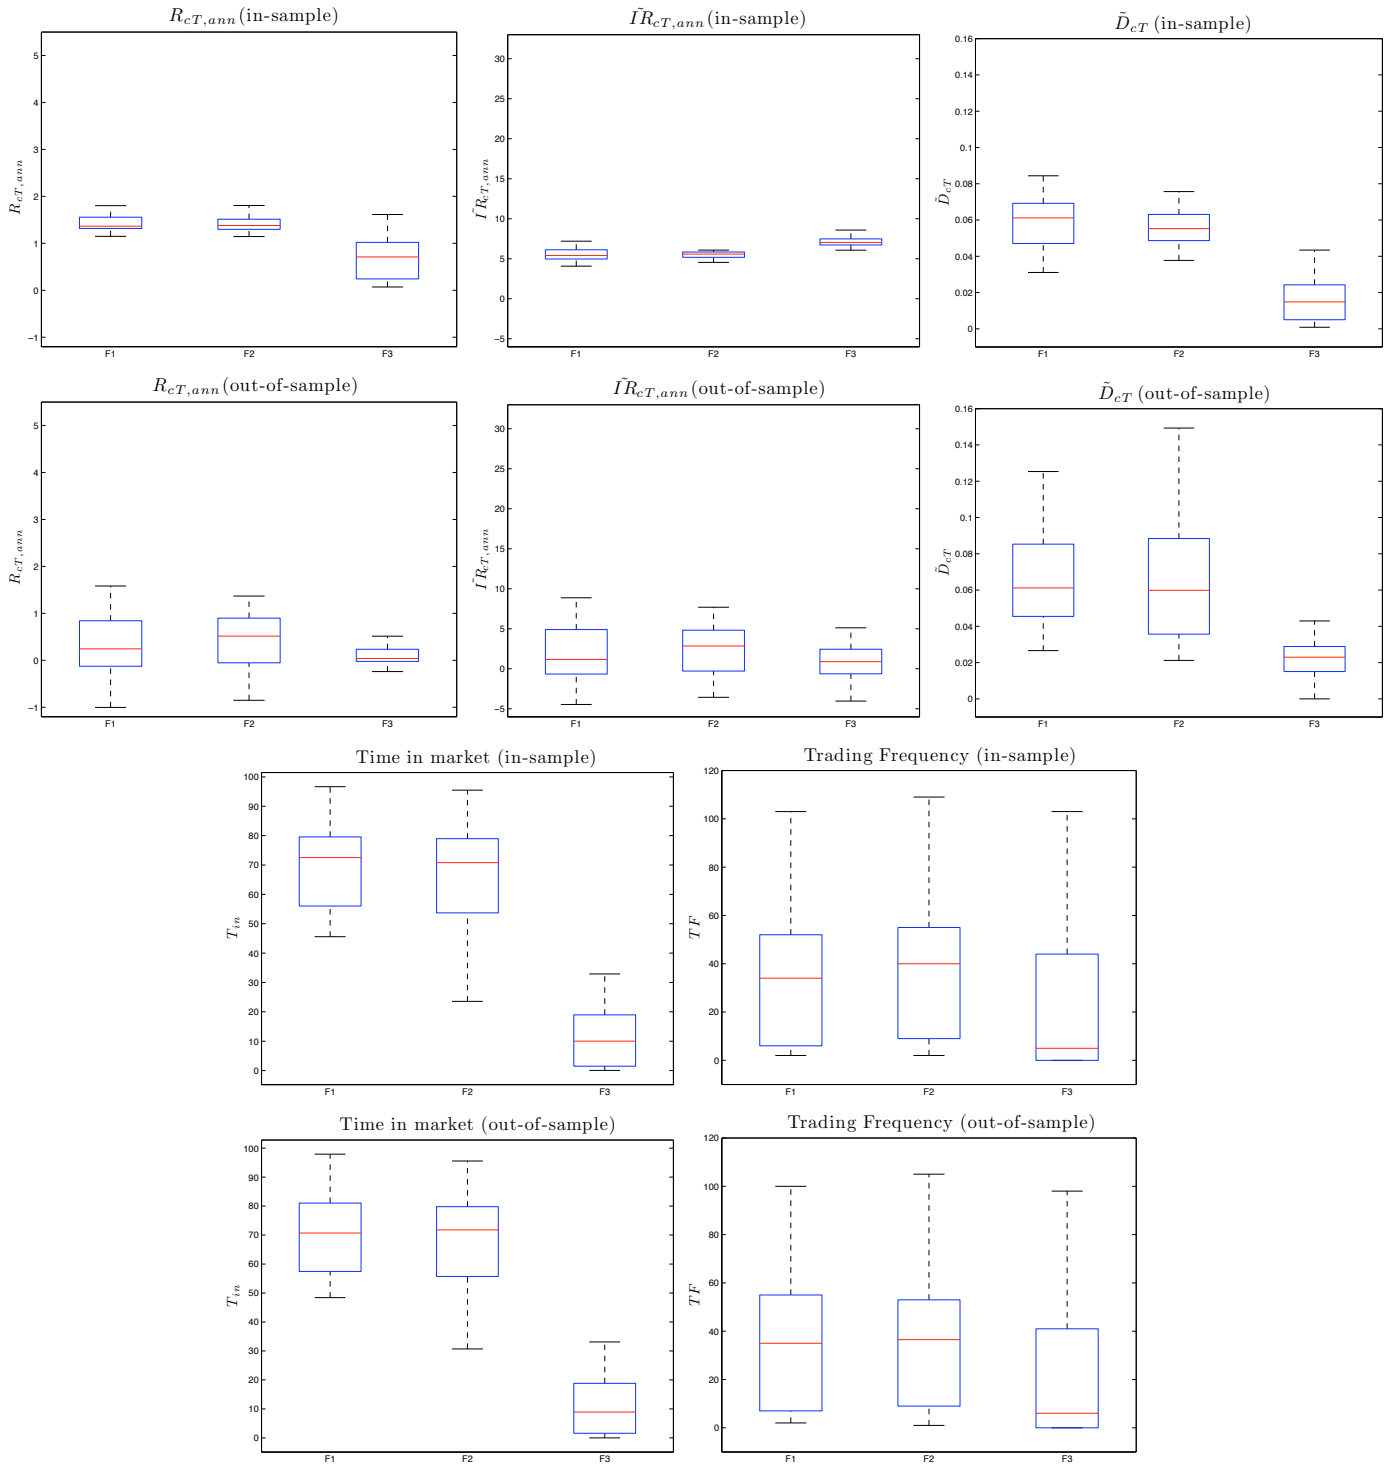 R_{cT,ann} (in-sample)
5
4
3
2
1
0
−1
R_{cT,ann}
F1 F2 F3
ĨR_{cT,ann} (in-sample)
30
25
20
15
10
5
0
−5
ĨR_{cT,ann}
F1 F2 F3
D̃_{cT} (in-sample)
0.16
0.14
0.12
0.1
0.08
0.06
0.04
0.02
0
D̃_{cT}
F1 F2 F3
R_{cT,ann} (out-of-sample)
5
4
3
2
1
0
−1
R_{cT,ann}
F1 F2 F3
ĨR_{cT,ann} (out-of-sample)
30
25
20
15
10
5
0
−5
ĨR_{cT,ann}
F1 F2 F3
D̃_{cT} (out-of-sample)
0.16
0.14
0.12
0.1
0.08
0.06
0.04
0.02
0
D̃_{cT}
F1 F2 F3
Time in market (in-sample)
100
90
80
70
60
50
40
30
20
10
0
T_{in}
F1 F2 F3
Trading Frequency (in-sample)
120
100
80
60
40
20
0
TF
F1 F2 F3
Time in market (out-of-sample)
100
90
80
70
60
50
40
30
20
10
0
T_{in}
F1 F2 F3
Trading Frequency (out-of-sample)
120
100
80
60
40
20
0
TF
F1 F2 F3